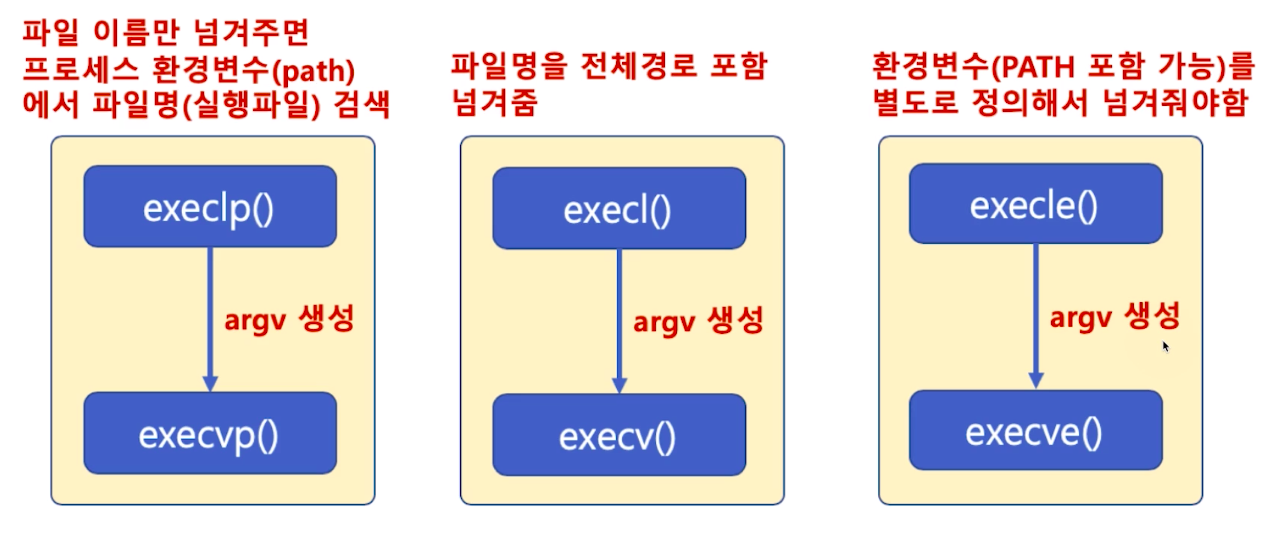 파일 이름만 넘겨주면
프로세스 환경변수(path)
에서 파일명(실행파일) 검색
execlp()
argv 생성
execvp()
파일명을 전체경로 포함
넘겨줌
execl()
argv 생성
execv()
환경변수(PATH 포함 가능)를
별도로 정의해서 넘겨줘야함
execle()
argv 생성
execve()